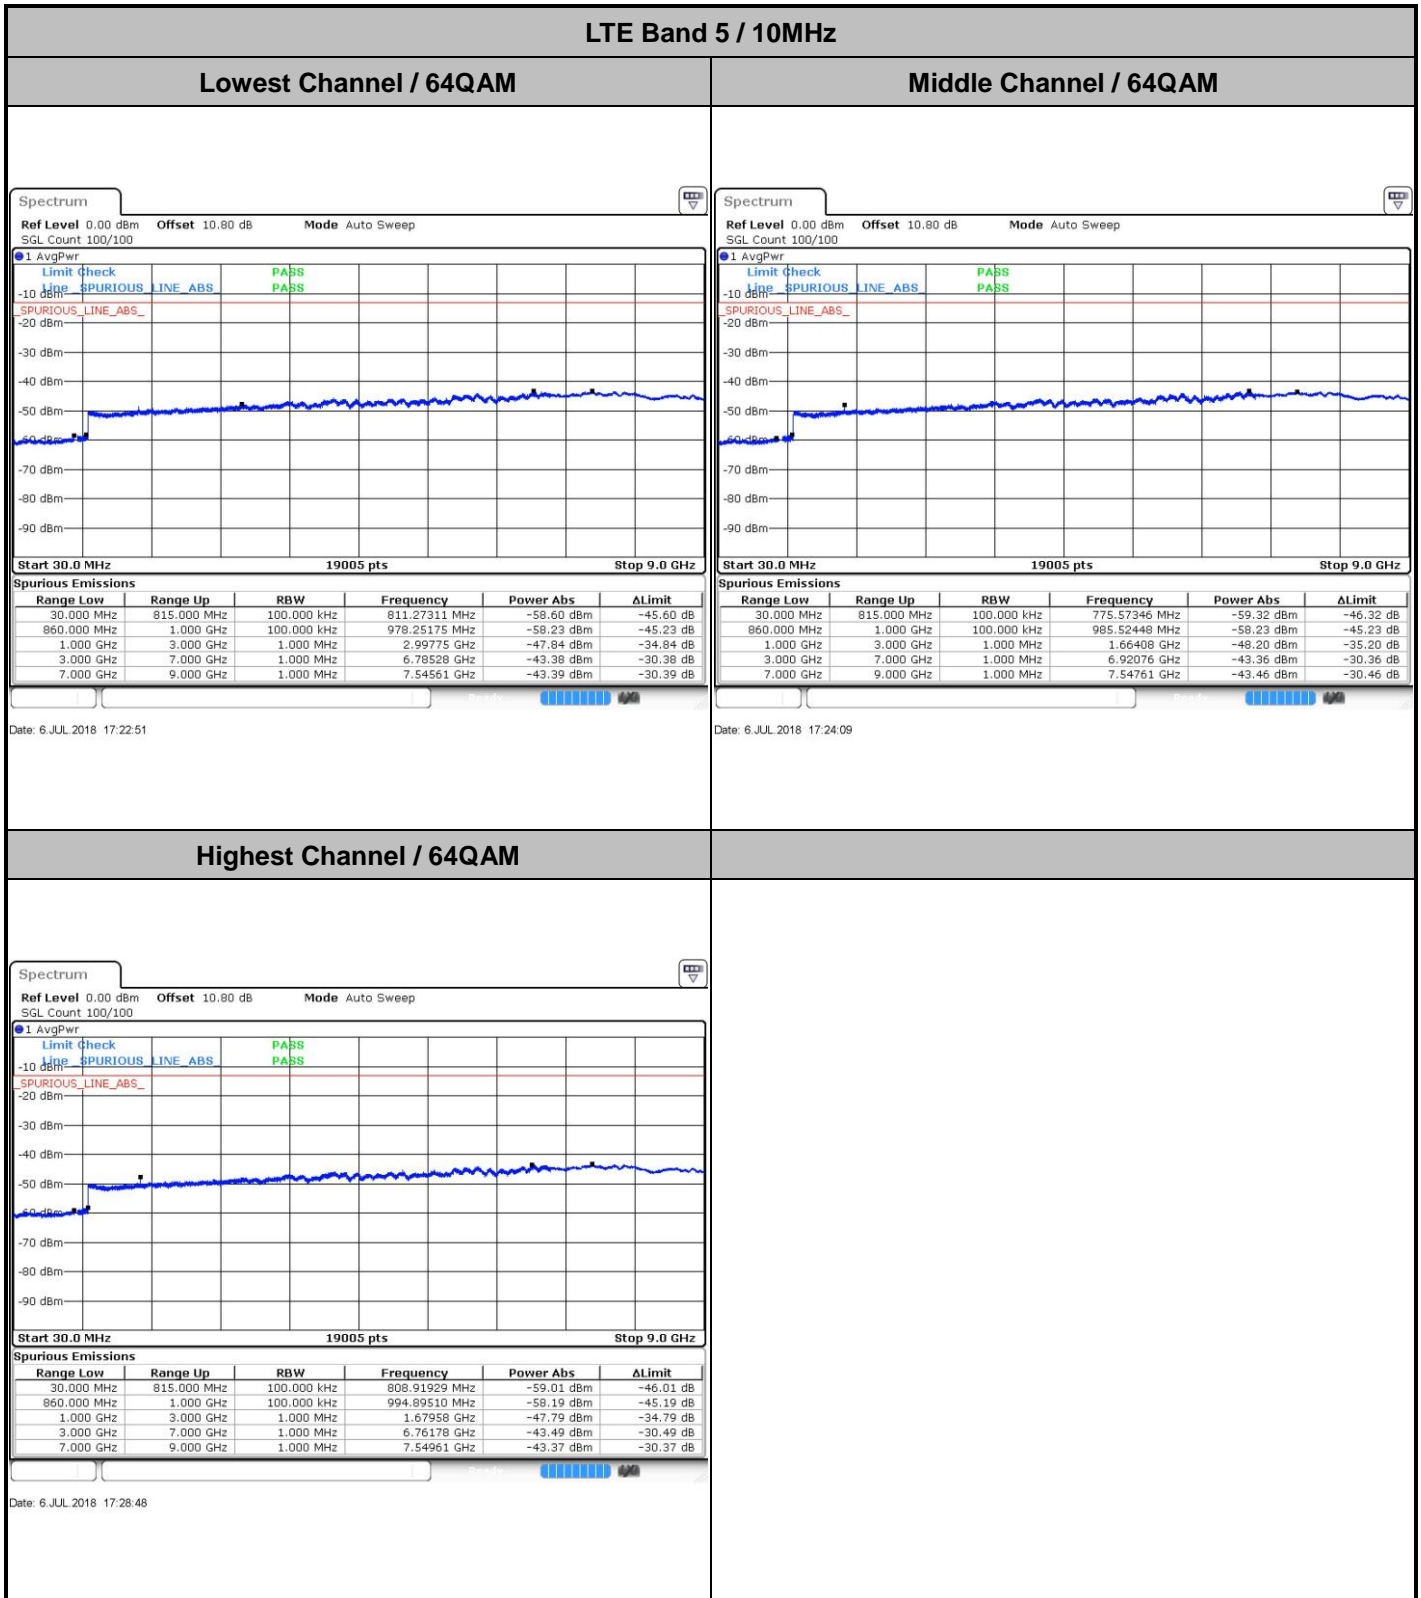 LTE Band 5 / 10MHz
Lowest Channel / 64QAM
Middle Channel / 64QAM
Spectrum
Ref Level 0.00 dBm Offset 10.80 dB Mode Auto Sweep
SGL Count 100/100
1 AvgPwr
Limit Check PASS
Line _SPURIOUS_LINE_ABS_ PASS
-10 dBm
_SPURIOUS_LINE_ABS_
-20 dBm
-30 dBm
-40 dBm
-50 dBm
-60 dBm
-70 dBm
-80 dBm
-90 dBm
Start 30.0 MHz 19005 pts Stop 9.0 GHz
Spurious Emissions
Range Low Range Up RBW Frequency Power Abs ΔLimit
30.000 MHz 815.000 MHz 100.000 kHz 811.27311 MHz -58.60 dBm -45.60 dB
860.000 MHz 1.000 GHz 100.000 kHz 978.25175 MHz -58.23 dBm -45.23 dB
1.000 GHz 3.000 GHz 1.000 MHz 2.99775 GHz -47.84 dBm -34.84 dB
3.000 GHz 7.000 GHz 1.000 MHz 6.78528 GHz -43.38 dBm -30.38 dB
7.000 GHz 9.000 GHz 1.000 MHz 7.54561 GHz -43.39 dBm -30.39 dB
Date: 6.JUL.2018 17:22:51
Spectrum
Ref Level 0.00 dBm Offset 10.80 dB Mode Auto Sweep
SGL Count 100/100
1 AvgPwr
Limit Check PASS
Line _SPURIOUS_LINE_ABS_ PASS
-10 dBm
_SPURIOUS_LINE_ABS_
-20 dBm
-30 dBm
-40 dBm
-50 dBm
-60 dBm
-70 dBm
-80 dBm
-90 dBm
Start 30.0 MHz 19005 pts Stop 9.0 GHz
Spurious Emissions
Range Low Range Up RBW Frequency Power Abs ΔLimit
30.000 MHz 815.000 MHz 100.000 kHz 775.57346 MHz -59.32 dBm -46.32 dB
860.000 MHz 1.000 GHz 100.000 kHz 985.52448 MHz -58.23 dBm -45.23 dB
1.000 GHz 3.000 GHz 1.000 MHz 1.66408 GHz -48.20 dBm -35.20 dB
3.000 GHz 7.000 GHz 1.000 MHz 6.92076 GHz -43.36 dBm -30.36 dB
7.000 GHz 9.000 GHz 1.000 MHz 7.54761 GHz -43.46 dBm -30.46 dB
Date: 6.JUL.2018 17:24:09
Highest Channel / 64QAM
Spectrum
Ref Level 0.00 dBm Offset 10.80 dB Mode Auto Sweep
SGL Count 100/100
1 AvgPwr
Limit Check PASS
Line _SPURIOUS_LINE_ABS_ PASS
-10 dBm
_SPURIOUS_LINE_ABS_
-20 dBm
-30 dBm
-40 dBm
-50 dBm
-60 dBm
-70 dBm
-80 dBm
-90 dBm
Start 30.0 MHz 19005 pts Stop 9.0 GHz
Spurious Emissions
Range Low Range Up RBW Frequency Power Abs ΔLimit
30.000 MHz 815.000 MHz 100.000 kHz 808.91929 MHz -59.01 dBm -46.01 dB
860.000 MHz 1.000 GHz 100.000 kHz 994.89510 MHz -58.19 dBm -45.19 dB
1.000 GHz 3.000 GHz 1.000 MHz 1.67958 GHz -47.79 dBm -34.79 dB
3.000 GHz 7.000 GHz 1.000 MHz 6.76178 GHz -43.49 dBm -30.49 dB
7.000 GHz 9.000 GHz 1.000 MHz 7.54961 GHz -43.37 dBm -30.37 dB
Date: 6.JUL.2018 17:28:48